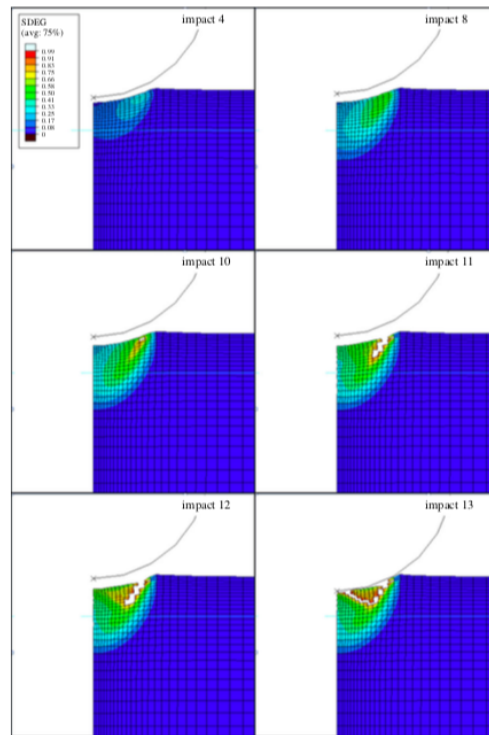 SDEG
(avg: 75%)
0.99
0.91
0.83
0.75
0.66
0.58
0.50
0.41
0.33
0.25
0.17
0.08
0
impact 4
impact 8
impact 10
impact 11
impact 12
impact 13